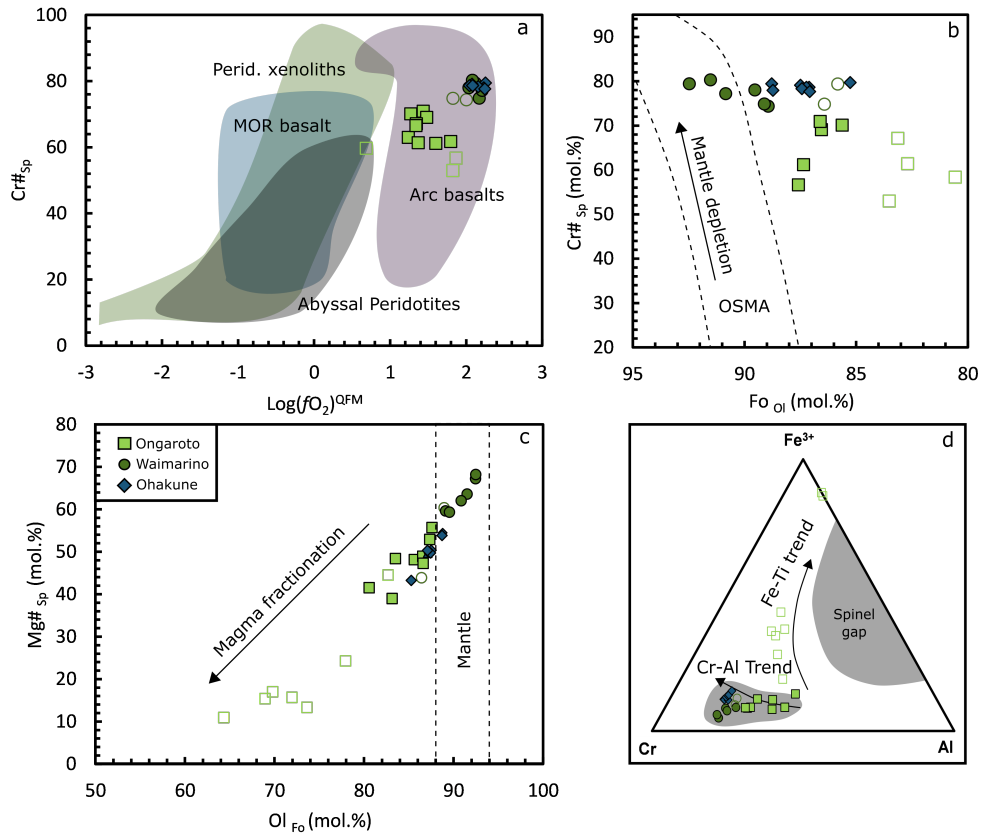 100
80
60
40
20
0
-3
-2
-1
0
1
2
3
Cr#Sp
Log(fO2)QFM
a
Perid. xenoliths
MOR basalt
Arc basalts
Abyssal Peridotites
90
80
70
60
50
40
30
20
95
90
85
80
Cr# Sp (mol.%)
Fo Ol (mol.%)
b
Mantle depletion
OSMA
80
70
60
50
40
30
20
10
0
50
60
70
80
90
100
Mg# Sp (mol.%)
Ol Fo (mol.%)
c
Ongaroto
Waimarino
Ohakune
Magma fractionation
Mantle
d
Fe3+
Fe-Ti trend
Spinel
gap
Cr-Al Trend
Cr
Al